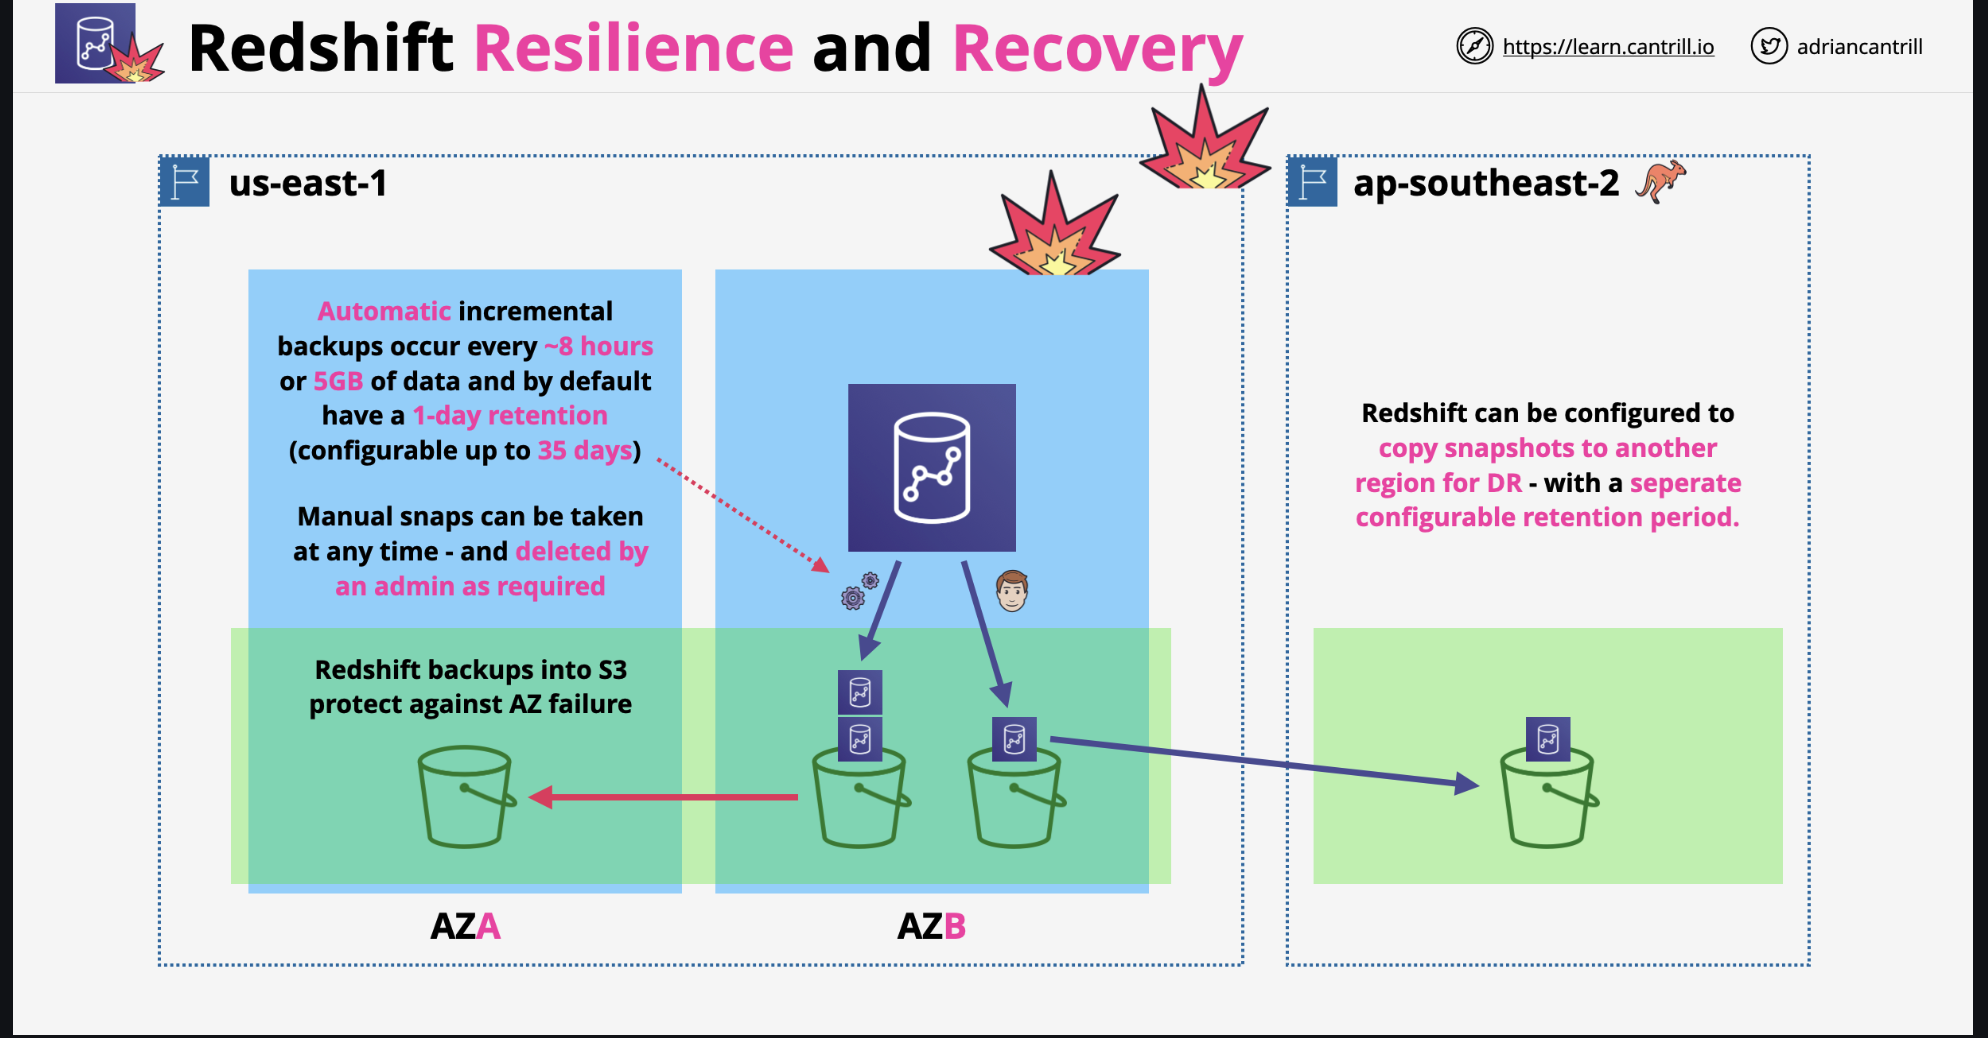 Redshift Resilience and Recovery
https://learn.cantrill.io
adriancantrill
us-east-1
Automatic incremental
backups occur every ~8 hours
or 5GB of data and by default
have a 1-day retention
(configurable up to 35 days)
Manual snaps can be taken
at any time - and deleted by
an admin as required
Redshift backups into S3
protect against AZ failure
AZA
AZB
ap-southeast-2
Redshift can be configured to
copy snapshots to another
region for DR - with a seperate
configurable retention period.